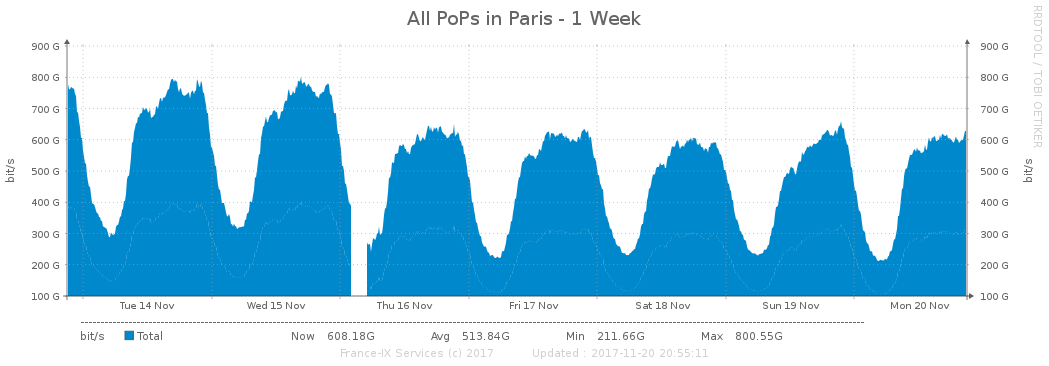 All PoPs in Paris - 1 Week
RRDTOOL / TOBI OETIKER
bit/s
900 G
800 G
700 G
600 G
500 G
400 G
300 G
200 G
100 G
900 G
800 G
700 G
600 G
500 G
400 G
300 G
200 G
100 G
bit/s
Tue 14 Nov Wed 15 Nov Thu 16 Nov Fri 17 Nov Sat 18 Nov Sun 19 Nov Mon 20 Nov
bit/s Total Now 608.18G Avg 513.84G Min 211.66G Max 800.55G
France-IX Services (c) 2017 Updated : 2017-11-20 20:55:11